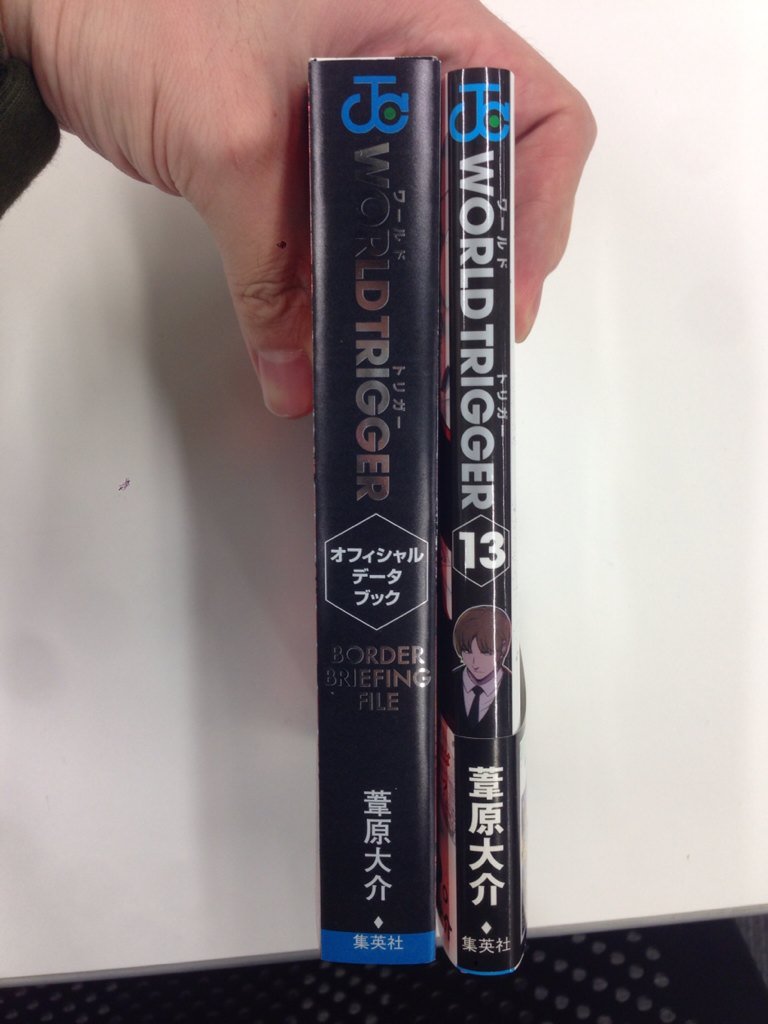 JC
WORLD TRIGGER
ワールド トリガー
オフィシャル
データ
ブック
BORDER
BRIEFING
FILE
葦原大介
集英社
JC
WORLD TRIGGER
ワールド トリガー
13
葦原大介
集英社